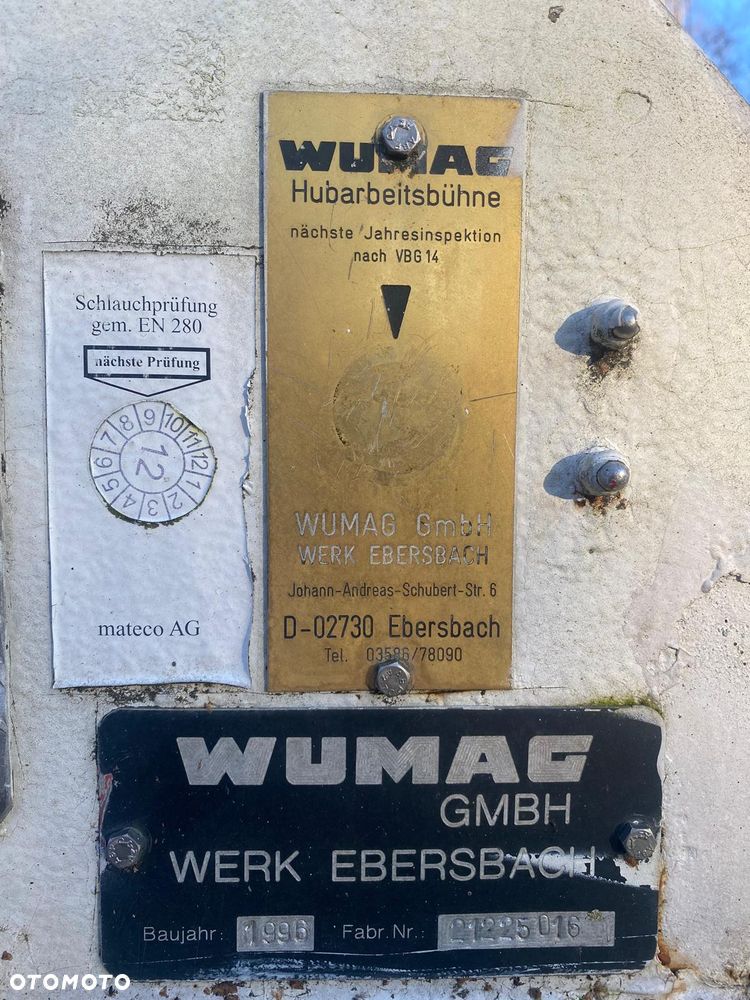 WUMAG
Hubarbeitsbühne
nächste Jahresinspektion
nach VBG 14
Schlauchprüfung
gem. EN 280
nächste Prüfung
1 2 3 4 5 6 7 8 9 10 11 12
12
mateco AG
WUMAG GmbH
WERK EBERSBACH
Johann-Andreas-Schubert-Str. 6
D-02730 Ebersbach
Tel. 03586/78090
WUMAG
GMBH
WERK EBERSBACH
Baujahr: 1996 Fabr. Nr.: 21225016
OTOMOTO